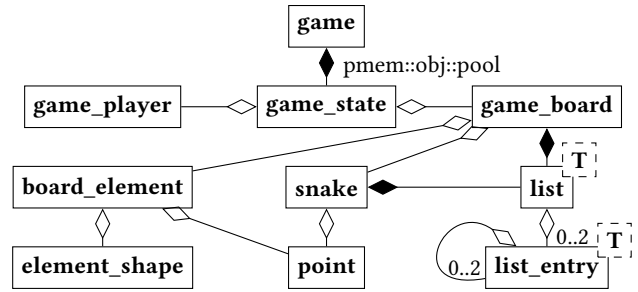 game
pmem::obj::pool
game_player
game_state
game_board
T
board_element
snake
list
0..2
T
element_shape
point
0..2
list_entry